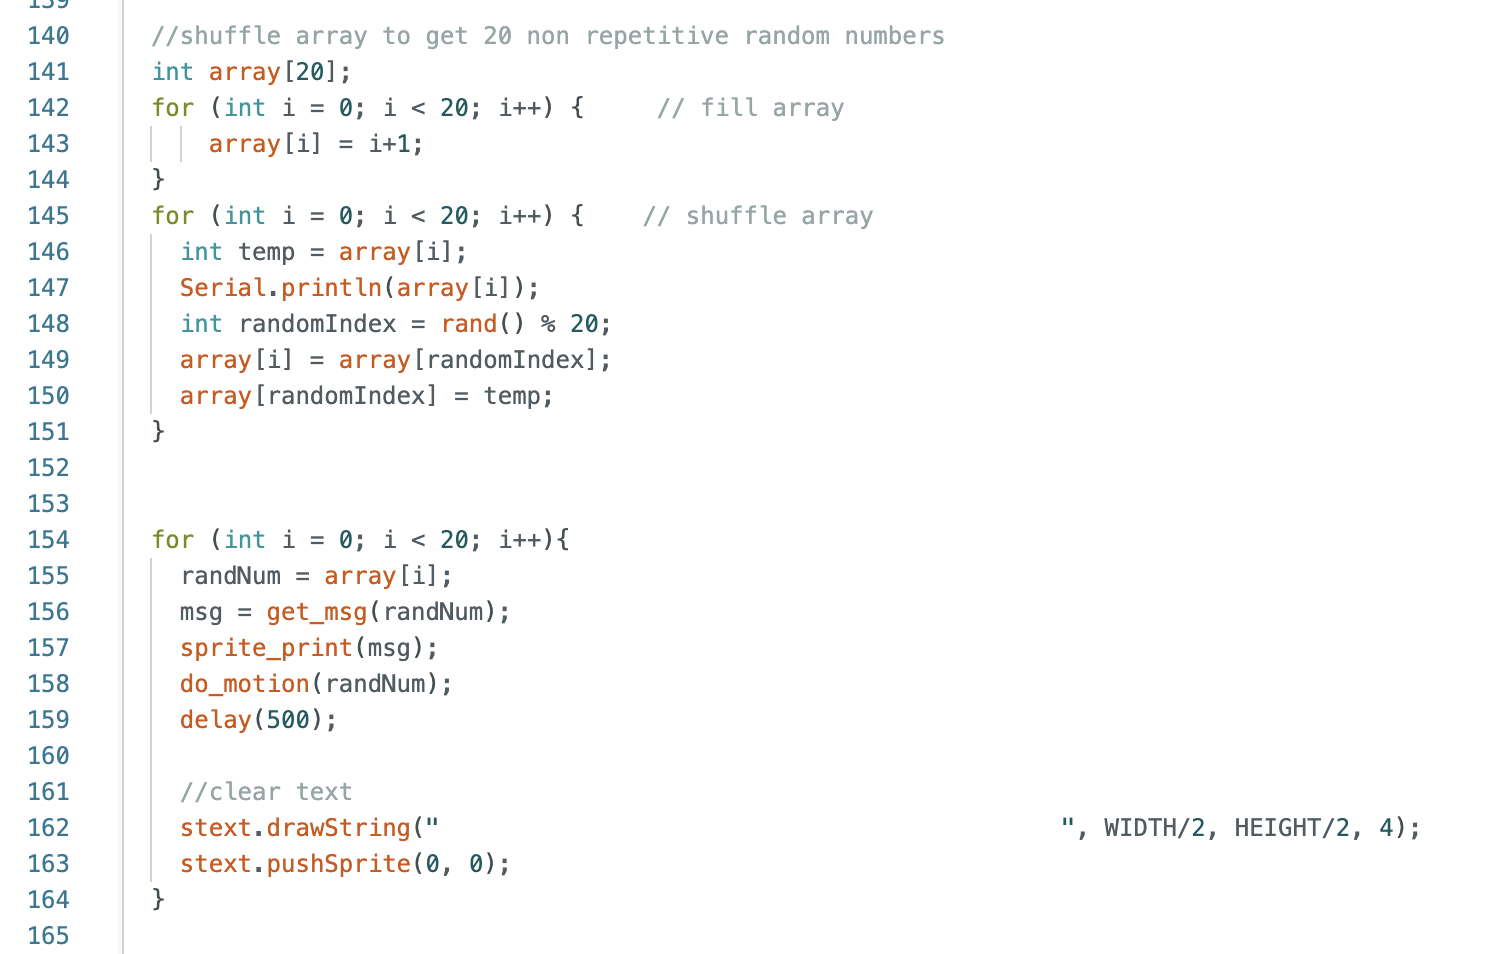 139
140 //shuffle array to get 20 non repetitive random numbers
141 int array[20];
142 for (int i = 0; i < 20; i++) {     // fill array
143     array[i] = i+1;
144 }
145 for (int i = 0; i < 20; i++) {    // shuffle array
146   int temp = array[i];
147   Serial.println(array[i]);
148   int randomIndex = rand() % 20;
149   array[i] = array[randomIndex];
150   array[randomIndex] = temp;
151 }
152
153
154 for (int i = 0; i < 20; i++){
155   randNum = array[i];
156   msg = get_msg(randNum);
157   sprite_print(msg);
158   do_motion(randNum);
159   delay(500);
160
161   //clear text
162   stext.drawString("                                           ", WIDTH/2, HEIGHT/2, 4);
163   stext.pushSprite(0, 0);
164 }
165